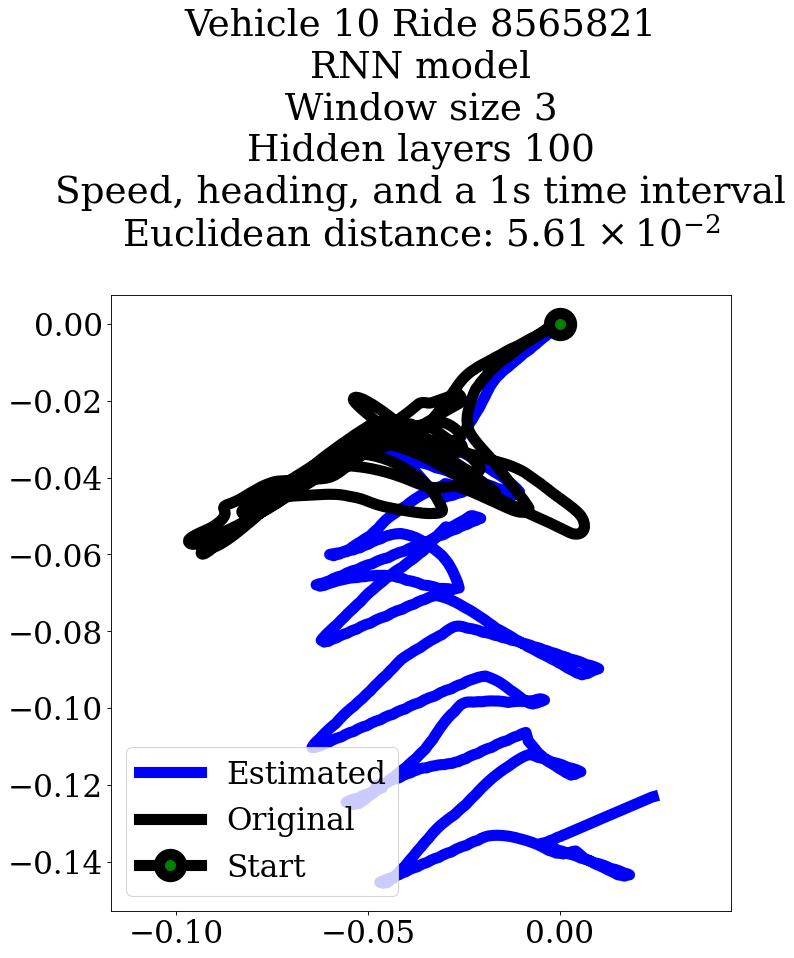 Vehicle 10 Ride 8565821
RNN model
Window size 3
Hidden layers 100
Speed, heading, and a 1s time interval
Euclidean distance: 5.61 × 10⁻²
0.00
−0.02
−0.04
−0.06
−0.08
−0.10
−0.12
−0.14
Estimated
Original
Start
−0.10 −0.05 0.00